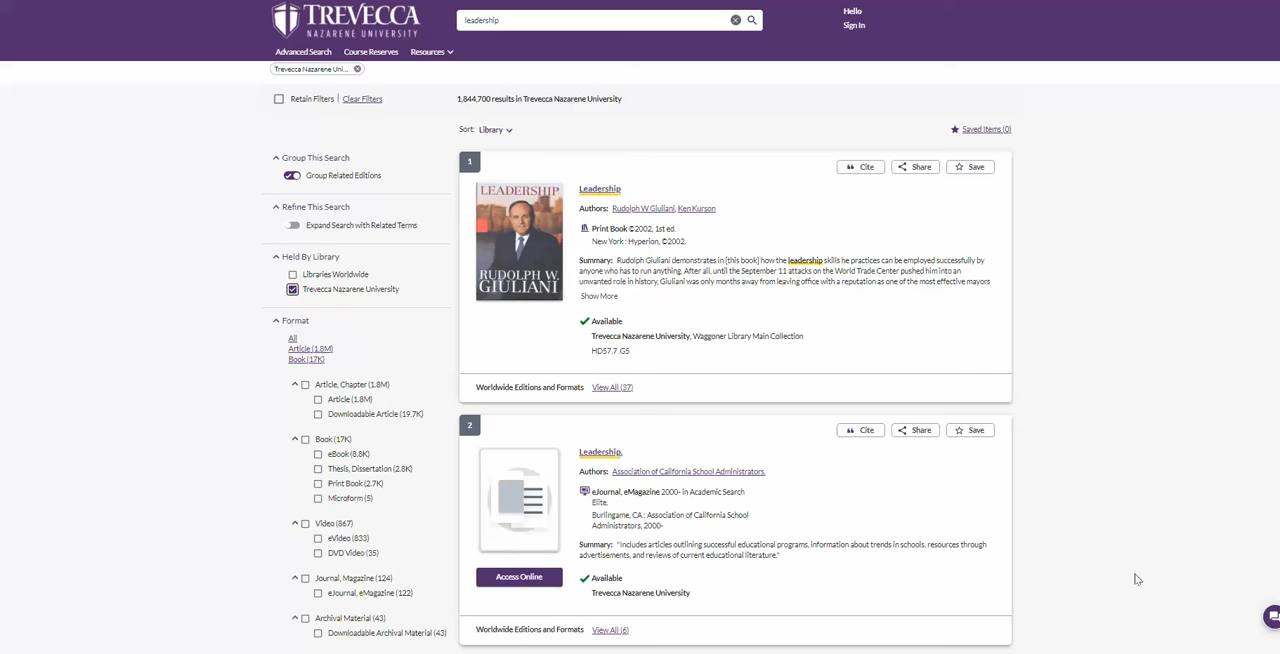 TREVECCA
NAZARENE UNIVERSITY
leadership
Hello
Sign In
Advanced Search Course Reserves Resources
Trevecca Nazarene Uni...
Retain Filters | Clear Filters
1,844,700 results in Trevecca Nazarene University
Sort: Library
Saved Items (0)
Group This Search
Group Related Editions
Refine This Search
Expand Search with Related Terms
Held By Library
Libraries Worldwide
Trevecca Nazarene University
Format
All
Article (1.8M)
Book (17K)
Article, Chapter (1.8M)
Article (1.8M)
Downloadable Article (19.7K)
Book (17K)
eBook (8.8K)
Thesis, Dissertation (2.8K)
Print Book (2.7K)
Microform (5)
Video (867)
eVideo (833)
DVD Video (35)
Journal, Magazine (124)
eJournal, eMagazine (122)
Archival Material (43)
Downloadable Archival Material (43)
1
Cite Share Save
LEADERSHIP
RUDOLPH W.
GIULIANI
Leadership
Authors: Rudolph W Giuliani, Ken Kurson
Print Book ©2002, 1st ed.
New York : Hyperion, ©2002.
Summary: Rudolph Giuliani demonstrates in [this book] how the leadership skills he practices can be employed successfully by
anyone who has to run anything. After all, until the September 11 attacks on the World Trade Center pushed him into an
unwanted role in history, Giuliani was only months away from leaving office with a reputation as one of the most effective mayors
Show More
Available
Trevecca Nazarene University, Waggoner Library Main Collection
HD57.7 .G5
Worldwide Editions and Formats View All (37)
2
Cite Share Save
Leadership.
Authors: Association of California School Administrators.
eJournal, eMagazine 2000- in Academic Search
Elite.
Burlingame, CA : Association of California School
Administrators, 2000-
Summary: "Includes articles outlining successful educational programs, information about trends in schools, resources through
advertisements, and reviews of current educational literature."
Access Online
Available
Trevecca Nazarene University
Worldwide Editions and Formats View All (6)